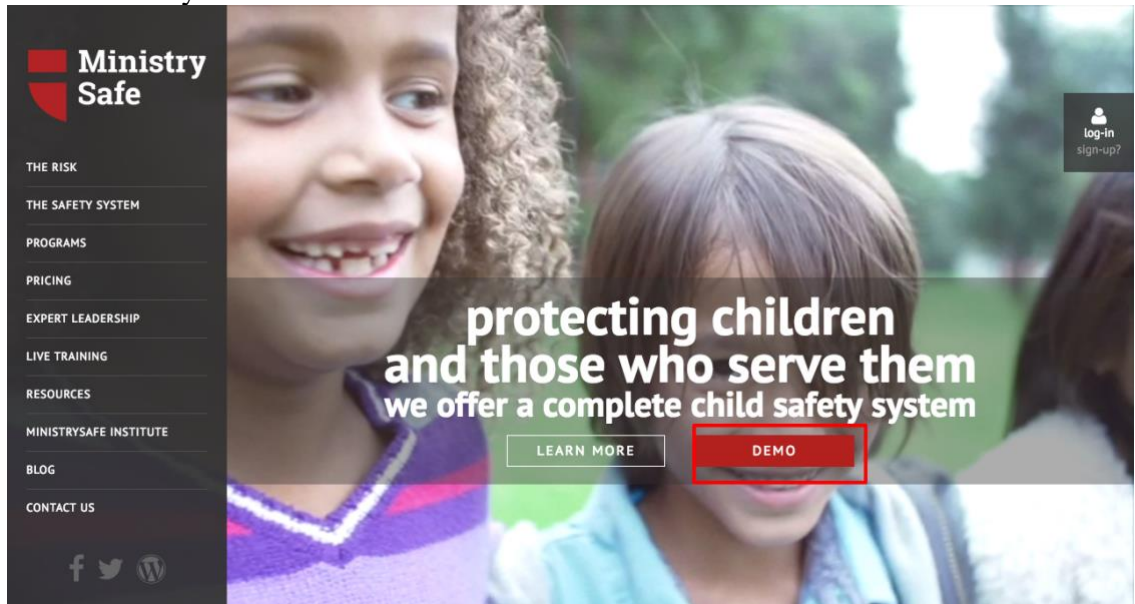 Ministry
Safe
THE RISK
THE SAFETY SYSTEM
PROGRAMS
PRICING
EXPERT LEADERSHIP
LIVE TRAINING
RESOURCES
MINISTRYSAFE INSTITUTE
BLOG
CONTACT US
log-in
sign-up?
protecting children
and those who serve them
we offer a complete child safety system
LEARN MORE
DEMO